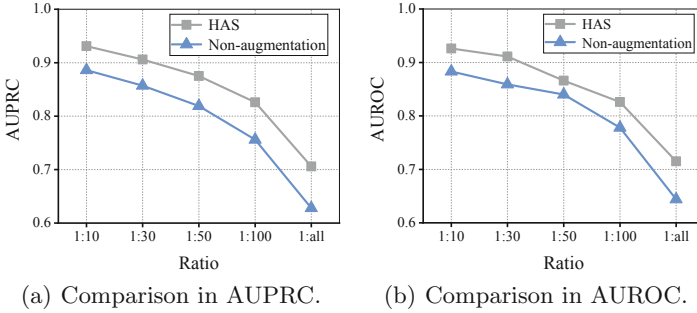 1.0
0.9
0.8
0.7
0.6
AUPRC
HAS
Non-augmentation
1:10 1:30 1:50 1:100 1:all
Ratio
(a) Comparison in AUPRC.
1.0
0.9
0.8
0.7
0.6
AUROC
HAS
Non-augmentation
1:10 1:30 1:50 1:100 1:all
Ratio
(b) Comparison in AUROC.